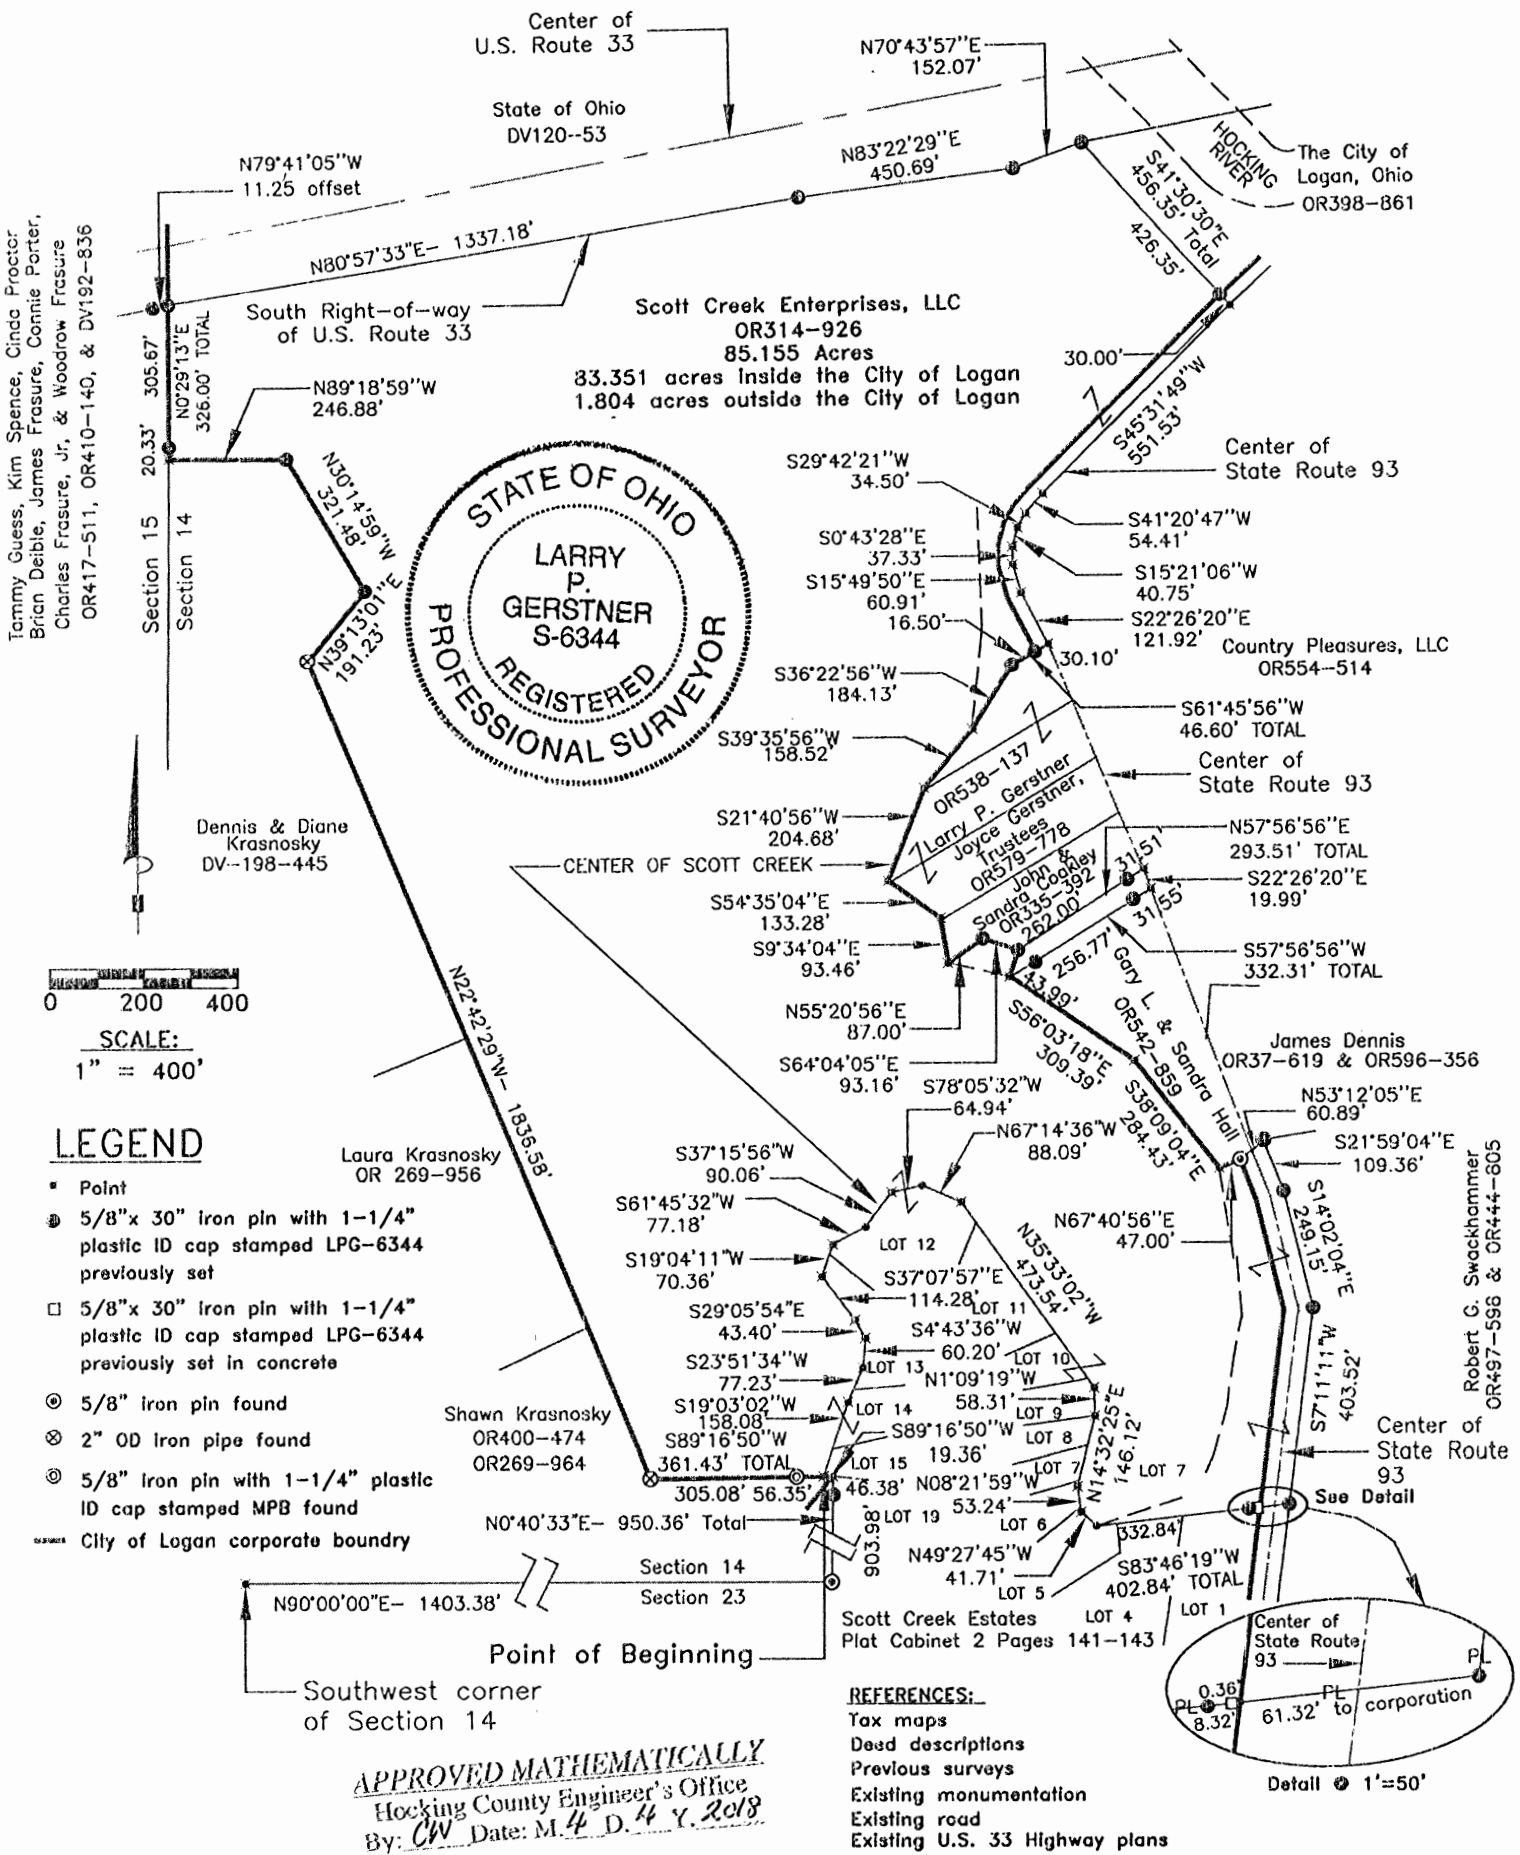 Center of
U.S. Route 33
State of Ohio
DV120--53
N70°43'57''E
152.07'
N83°22'29''E
450.69'
HOCKING
RIVER
The City of
Logan, Ohio
OR398-861
S41°30'30"E
456.35' Total
426.35'
N79°41'05''W
11.25 offset
Tammy Guess, Kim Spence, Cinda Proctor
Brian Deible, James Frasure, Connie Porter,
Charles Frasure, Jr, & Woodrow Frasure
OR417-511, OR410-140, & DV192-836
N80°57'33"E- 1337.18'
South Right-of-way
of U.S. Route 33
305.67'
N0°29'13"E
326.00' TOTAL
20.33'
N89°18'59''W
246.88'
Scott Creek Enterprises, LLC
OR314-926
85.155 Acres
83.351 acres inside the City of Logan
1.804 acres outside the City of Logan
30.00'
S45°31'49''W
551.53'
Center of
State Route 93
Section 15
Section 14
N30°14'59''W
321.48'
N39°13'01''E
191.23'
STATE OF OHIO
LARRY
P.
GERSTNER
S-6344
REGISTERED
PROFESSIONAL SURVEYOR
S29°42'21''W
34.50'
S41°20'47''W
54.41'
S0°43'28''E
37.33'
S15°49'50''E
60.91'
16.50'
S15°21'06''W
40.75'
S22°26'20''E
121.92'
30.10'
Country Pleasures, LLC
OR554-514
S36°22'56''W
184.13'
S61°45'56''W
46.60' TOTAL
S39°35'56''W
158.52'
Center of
State Route 93
OR538-137
Larry P. Gerstner
Joyce Gerstner,
Trustees
OR579-778
John &
Sandra Coakley
OR335-392
S21°40'56''W
204.68'
CENTER OF SCOTT CREEK
N57°56'56''E
293.51' TOTAL
31.51'
262.00'
S22°26'20''E
19.99'
31.55'
256.77'
43.99'
S57°56'56''W
332.31' TOTAL
S54°35'04''E
133.28'
S9°34'04''E
93.46'
N55°20'56''E
87.00'
S64°04'05''E
93.16'
Gary L. & Sandra Hall
OR542-859
S56°03'18''E
309.39'
S38°09'04''E
284.43'
James Dennis
OR37-619 & OR596-356
Dennis & Diane
Krasnosky
DV--198-445
0 200 400
SCALE:
1" = 400'
N22°42'29''W- 1836.58'
Laura Krasnosky
OR 269-956
LEGEND
Point
5/8"x 30" iron pin with 1-1/4"
plastic ID cap stamped LPG-6344
previously set
5/8"x 30" iron pin with 1-1/4"
plastic ID cap stamped LPG-6344
previously set in concrete
5/8" iron pin found
2" OD iron pipe found
5/8" iron pin with 1-1/4" plastic
ID cap stamped MPB found
City of Logan corporate boundry
S78°05'32''W
64.94'
N67°14'36''W
88.09'
S37°15'56''W
90.06'
S61°45'32''W
77.18'
S19°04'11"W
70.36'
S29°05'54''E
43.40'
S23°51'34''W
77.23'
S19°03'02''W
158.08'
LOT 12
S37°07'57''E
114.28'
LOT 11
N35°33'02''W
473.54'
S4°43'36''W
60.20'
LOT 10
LOT 13
N1°09'19''W
58.31'
LOT 9
LOT 14
S89°16'50''W
19.36'
LOT 8
LOT 15
LOT 7
N14°32'25''E
146.12'
LOT 7
N08°21'59''W
53.24'
LOT 19
LOT 6
N49°27'45''W
41.71'
LOT 5
N53°12'05''E
60.89'
S21°59'04''E
109.36'
N67°40'56''E
47.00'
S14°02'04''E
249.15'
S7°11'11''W
403.52'
Robert G. Swackhammer
OR497-596 & OR444-605
Center of
State Route
93
See Detail
Shawn Krasnosky
OR400-474
OR269-964
S89°16'50''W
361.43' TOTAL
305.08' 56.35'
46.38'
N0°40'33''E- 950.36' Total
903.98'
332.84'
S83°46'19''W
402.84' TOTAL
Section 14
Section 23
N90°00'00''E- 1403.38'
Point of Beginning
Southwest corner
of Section 14
Scott Creek Estates
Plat Cabinet 2 Pages 141-143
LOT 4
LOT 1
Center of
State Route
93
PL
0.36'
8.32'
61.32'
PL
to corporation
PL
Detail 1'=50'
REFERENCES:
Tax maps
Deed descriptions
Previous surveys
Existing monumentation
Existing road
Existing U.S. 33 Highway plans
APPROVED MATHEMATICALLY
Hocking County Engineer's Office
By: CW Date: M. 4 D. 4 Y. 2018